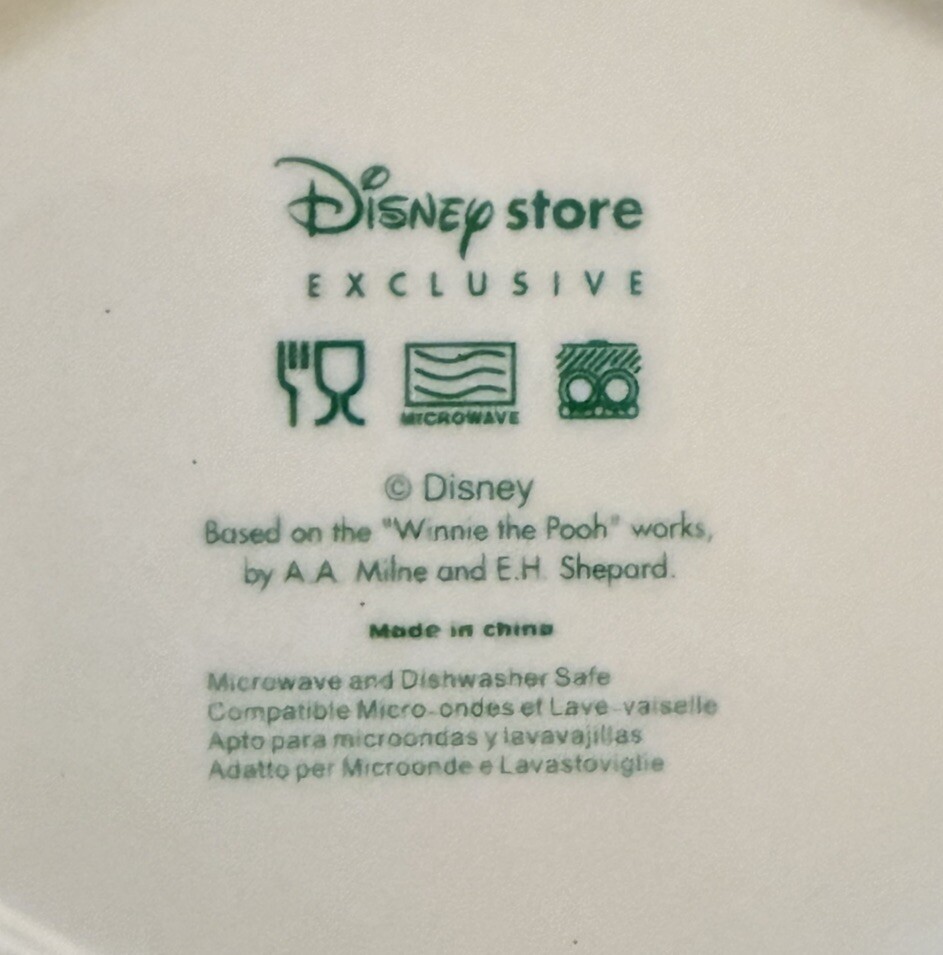 Disney store
EXCLUSIVE
MICROWAVE
© Disney
Based on the "Winnie the Pooh" works,
by A.A. Milne and E.H. Shepard.
Made in china
Microwave and Dishwasher Safe
Compatible Micro-ondes et Lave-vaiselle
Apto para microondas y lavavajillas
Adatto per Microonde e Lavastoviglie